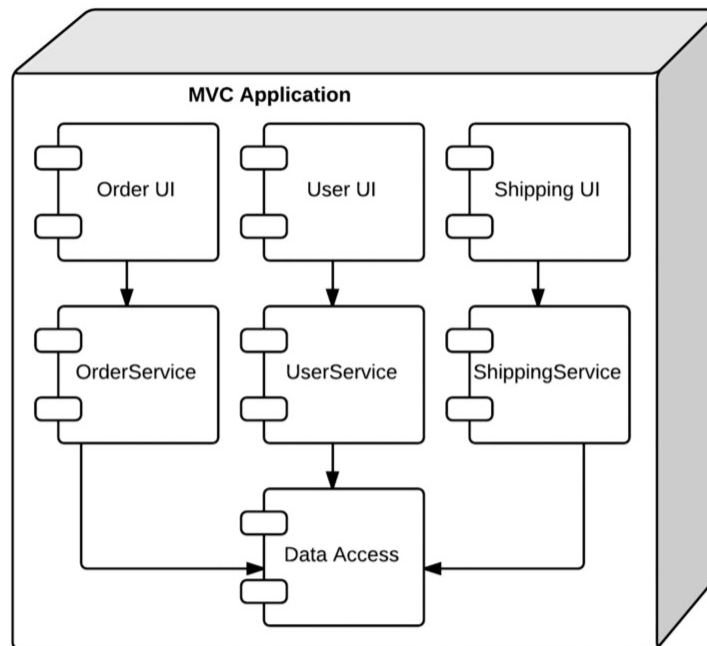 MVC Application
Order UI
User UI
Shipping UI
OrderService
UserService
ShippingService
Data Access